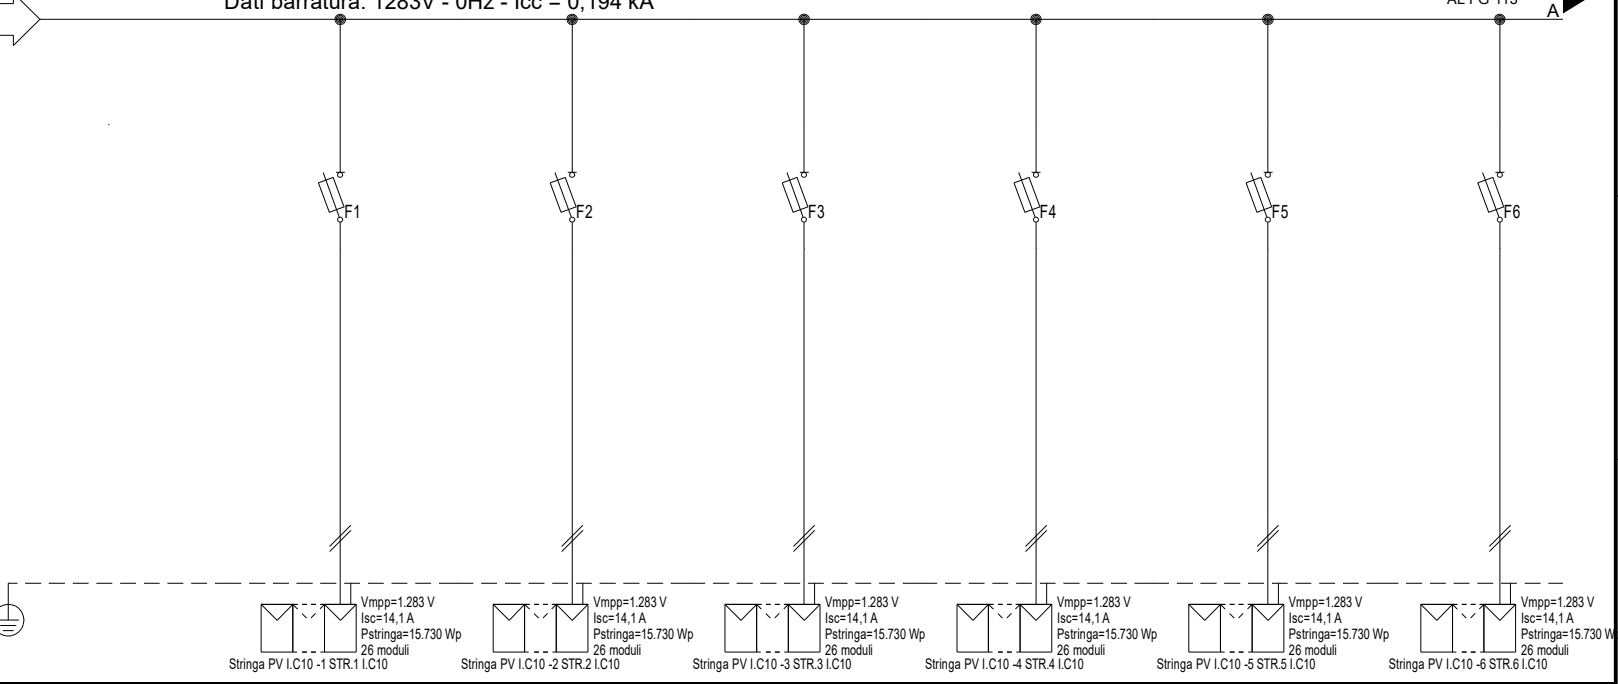 Dati barratura: 1283V - 0Hz - Icc = 0,194 kA
A
F1
F2
F3
F4
F5
F6
Vmpp=1.283 V
Isc=14,1 A
Pstringa=15.730 Wp
26 moduli
Stringa PV I.C10 -1 STR.1 I.C10
Vmpp=1.283 V
Isc=14,1 A
Pstringa=15.730 Wp
26 moduli
Stringa PV I.C10 -2 STR.2 I.C10
Vmpp=1.283 V
Isc=14,1 A
Pstringa=15.730 Wp
26 moduli
Stringa PV I.C10 -3 STR.3 I.C10
Vmpp=1.283 V
Isc=14,1 A
Pstringa=15.730 Wp
26 moduli
Stringa PV I.C10 -4 STR.4 I.C10
Vmpp=1.283 V
Isc=14,1 A
Pstringa=15.730 Wp
26 moduli
Stringa PV I.C10 -5 STR.5 I.C10
Vmpp=1.283 V
Isc=14,1 A
Pstringa=15.730 W
26 moduli
Stringa PV I.C10 -6 STR.6 I.C10